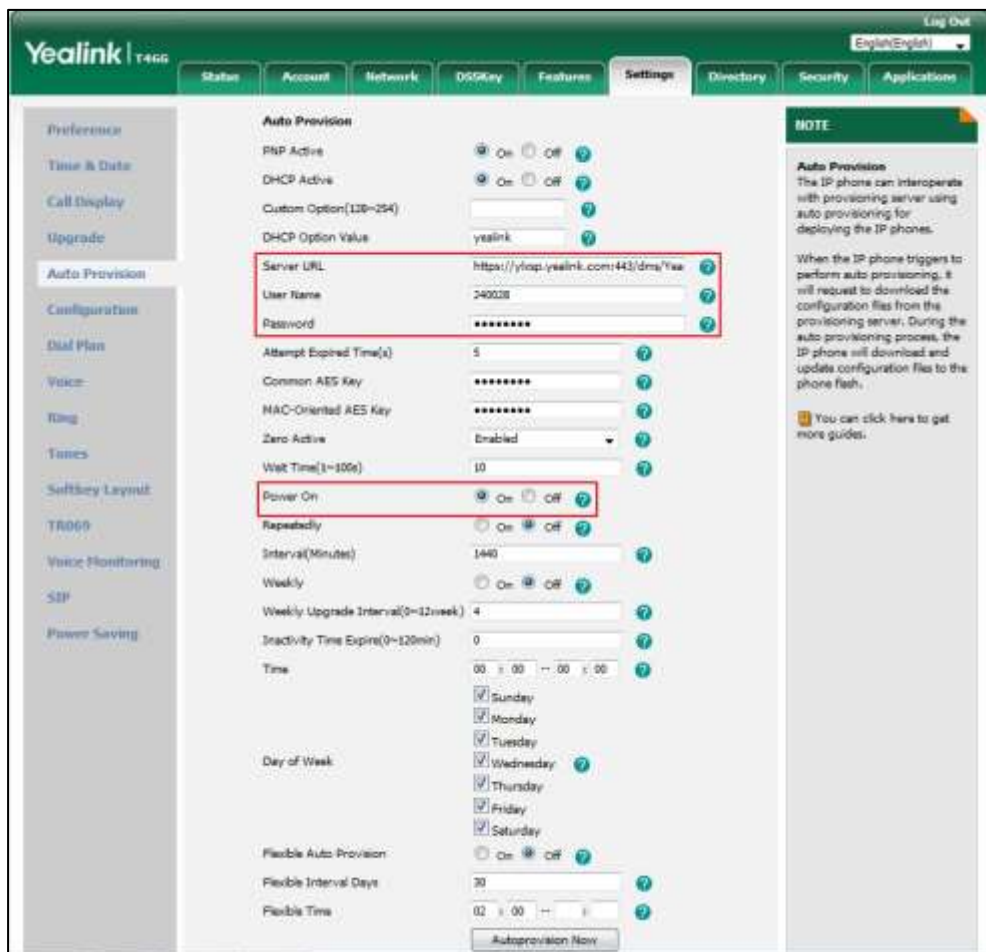 Log Out
Yealink | T46G
English(English)
Status Account Network DSSKey Features Settings Directory Security Applications
Preference
Time & Date
Call Display
Upgrade
Auto Provision
Configuration
Dial Plan
Voice
Ring
Tones
Softkey Layout
TR069
Voice Monitoring
SIP
Power Saving
Auto Provision
PNP Active On Off
DHCP Active On Off
Custom Option(128~254)
DHCP Option Value yealink
Server URL https://ylrsp.yealink.com:443/dms/Yea
User Name 240028
Password ••••••••
Attempt Expired Time(s) 5
Common AES Key ••••••••
MAC-Oriented AES Key ••••••••
Zero Active Enabled
Wait Time(1~100s) 10
Power On On Off
Repeatedly On Off
Interval(Minutes) 1440
Weekly On Off
Weekly Upgrade Interval(0~12week) 4
Inactivity Time Expire(0~120min) 0
Time 00 : 00 -- 00 : 00
Sunday
Monday
Tuesday
Day of Week Wednesday
Thursday
Friday
Saturday
Flexible Auto Provision On Off
Flexible Interval Days 30
Flexible Time 02 : 00 -- :
Autoprovision Now
NOTE
Auto Provision
The IP phone can interoperate
with provisioning server using
auto provisioning for
deploying the IP phones.
When the IP phone triggers to
perform auto provisioning, it
will request to download the
configuration files from the
provisioning server. During the
auto provisioning process, the
IP phone will download and
update configuration files to the
phone flash.
You can click here to get
more guides.